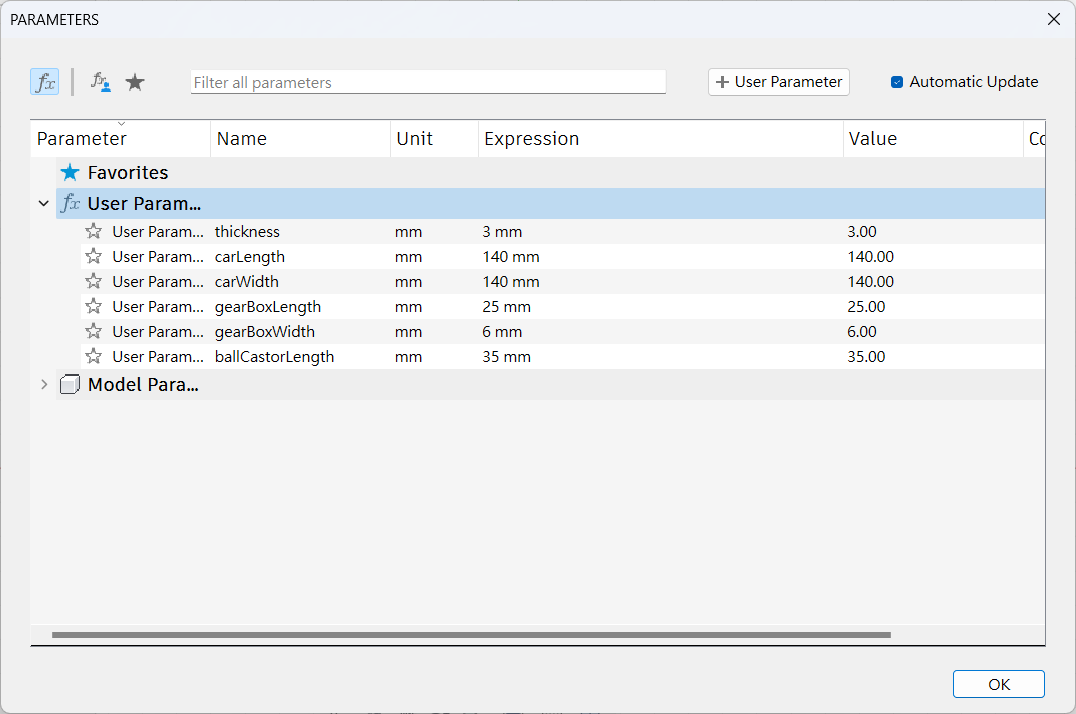 PARAMETERS
fx
Filter all parameters
User Parameter
Automatic Update
Parameter Name Unit Expression Value
Favorites
fx User Param...
User Param... thickness mm 3 mm 3.00
User Param... carLength mm 140 mm 140.00
User Param... carWidth mm 140 mm 140.00
User Param... gearBoxLength mm 25 mm 25.00
User Param... gearBoxWidth mm 6 mm 6.00
User Param... ballCastorLength mm 35 mm 35.00
Model Para...
OK